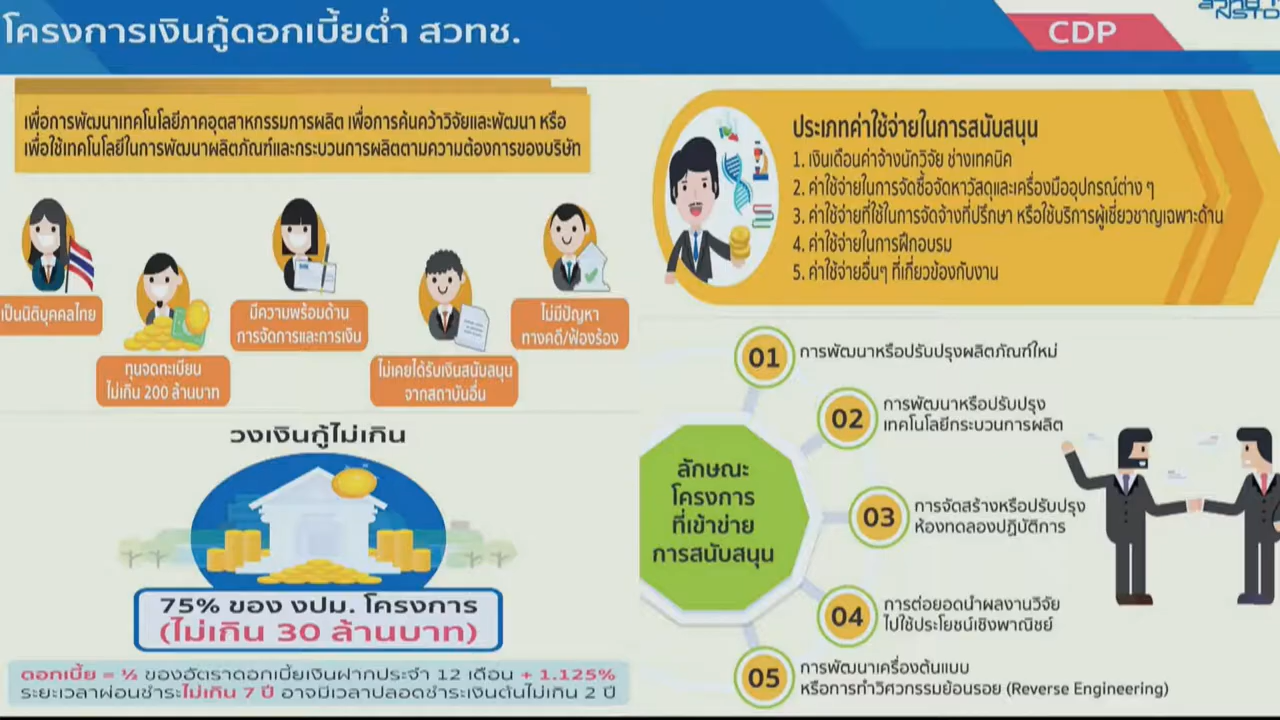 โครงการเงินกู้ดอกเบี้ยต่ำ สวทช.
CDP
เพื่อการพัฒนาเทคโนโลยีภาคอุตสาหกรรมการผลิต เพื่อการค้นคว้าวิจัยและพัฒนา หรือ
เพื่อใช้เทคโนโลยีในการพัฒนาผลิตภัณฑ์และกระบวนการผลิตตามความต้องการของบริษัท
เป็นนิติบุคคลไทย
ทุนจดทะเบียน
ไม่เกิน 200 ล้านบาท
มีความพร้อมด้าน
การจัดการและการเงิน
ไม่เคยได้รับเงินสนับสนุน
จากสถาบันอื่น
ไม่มีปัญหา
ทางคดี/ฟ้องร้อง
วงเงินกู้ไม่เกิน
75% ของ งปม. โครงการ
(ไม่เกิน 30 ล้านบาท)
ดอกเบี้ย = ½ ของอัตราดอกเบี้ยเงินฝากประจำ 12 เดือน + 1.125%
ระยะเวลาผ่อนชำระไม่เกิน 7 ปี อาจมีเวลาปลอดชำระเงินต้นไม่เกิน 2 ปี
ประเภทค่าใช้จ่ายในการสนับสนุน
1. เงินเดือนค่าจ้างนักวิจัย ช่างเทคนิค
2. ค่าใช้จ่ายในการจัดซื้อจัดหาวัสดุและเครื่องมืออุปกรณ์ต่าง ๆ
3. ค่าใช้จ่ายที่ใช้ในการจัดจ้างที่ปรึกษา หรือใช้บริการผู้เชี่ยวชาญเฉพาะด้าน
4. ค่าใช้จ่ายในการฝึกอบรม
5. ค่าใช้จ่ายอื่นๆ ที่เกี่ยวข้องกับงาน
ลักษณะ
โครงการ
ที่เข้าข่าย
การสนับสนุน
01 การพัฒนาหรือปรับปรุงผลิตภัณฑ์ใหม่
02 การพัฒนาหรือปรับปรุง
เทคโนโลยีกระบวนการผลิต
03 การจัดสร้างหรือปรับปรุง
ห้องทดลองปฏิบัติการ
04 การต่อยอดนำผลงานวิจัย
ไปใช้ประโยชน์เชิงพาณิชย์
05 การพัฒนาเครื่องต้นแบบ
หรือการทำวิศวกรรมย้อนรอย (Reverse Engineering)